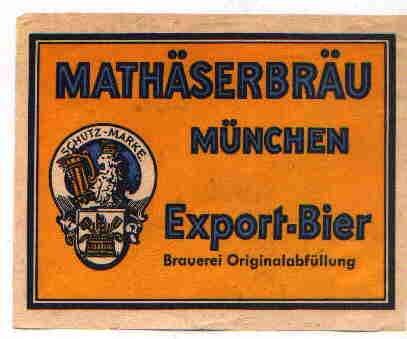 MATHÄSERBRÄU
MÜNCHEN
SCHUTZ-MARKE
Export-Bier
Brauerei Originalabfüllung